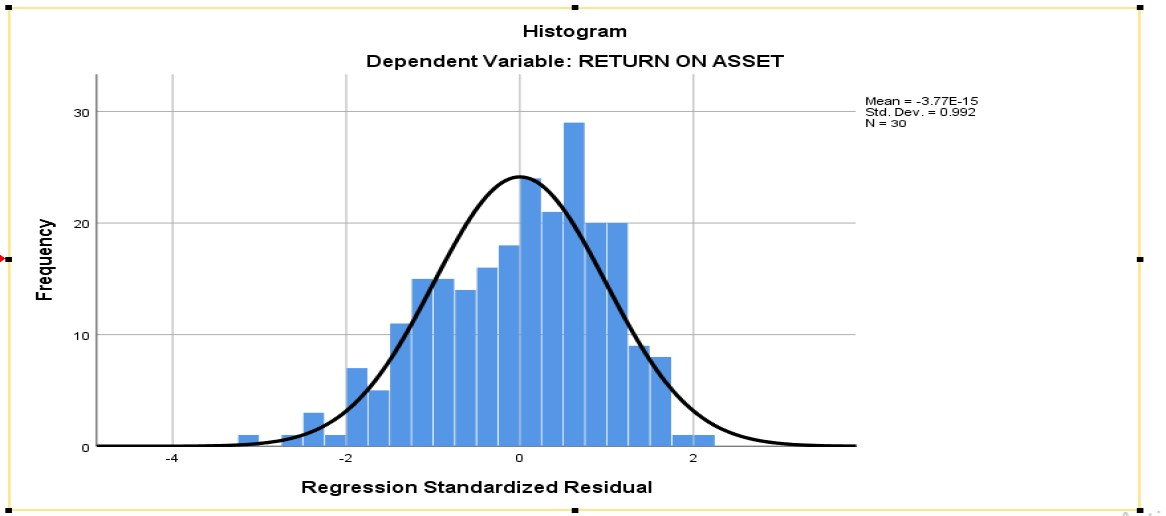 Histogram
Dependent Variable: RETURN ON ASSET
Mean = -3.77E-15
Std. Dev. = 0.992
N = 30
30
20
10
0
Frequency
-4
-2
0
2
Regression Standardized Residual